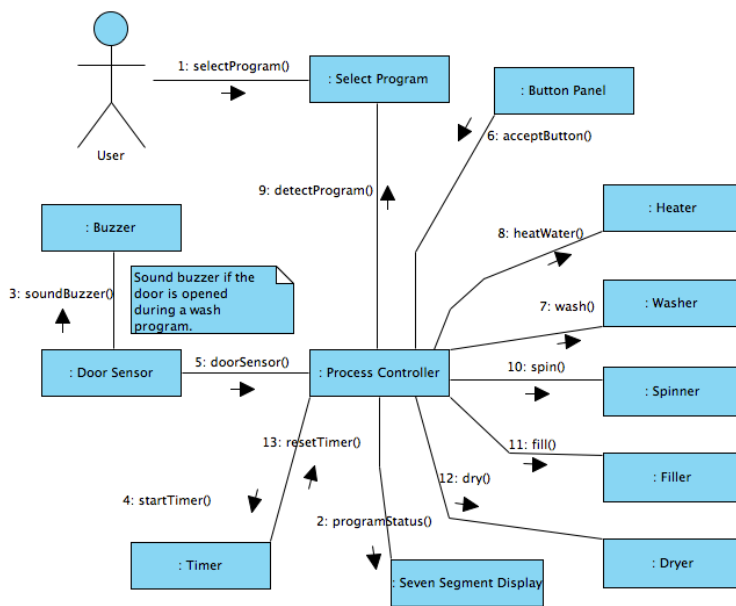 1: selectProgram()
: Select Program
: Button Panel
6: acceptButton()
User
9: detectProgram()
: Heater
: Buzzer
8: heatWater()
Sound buzzer if the
door is opened
during a wash
program.
3: soundBuzzer()
7: wash()
: Washer
: Door Sensor
5: doorSensor()
: Process Controller
10: spin()
: Spinner
13: resetTimer()
11: fill()
: Filler
12: dry()
4: startTimer()
2: programStatus()
: Timer
: Seven Segment Display
: Dryer